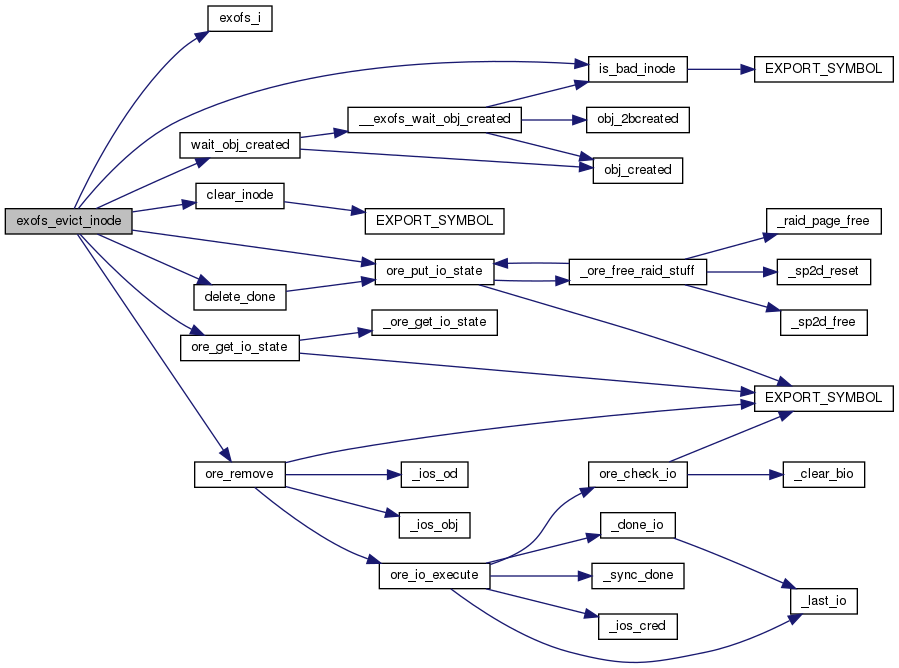 exofs_i
is_bad_inode
EXPORT_SYMBOL
__exofs_wait_obj_created
obj_2bcreated
wait_obj_created
obj_created
clear_inode
exofs_evict_inode
EXPORT_SYMBOL
_raid_page_free
ore_put_io_state
_ore_free_raid_stuff
_sp2d_reset
delete_done
_ore_get_io_state
_sp2d_free
ore_get_io_state
EXPORT_SYMBOL
ore_remove
_ios_od
ore_check_io
_clear_bio
_ios_obj
_done_io
ore_io_execute
_sync_done
_last_io
_ios_cred